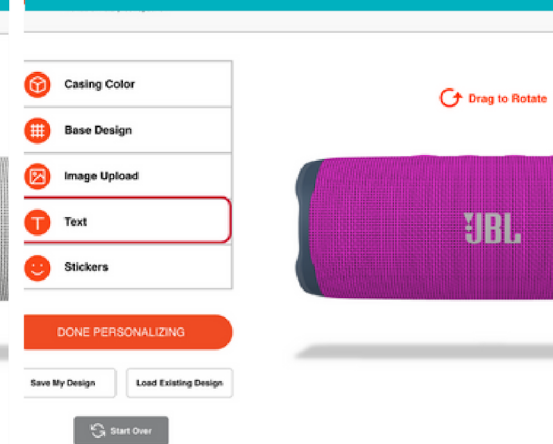 Casing Color
Drag to Rotate
Base Design
Image Upload
T Text
JBL
Stickers
DONE PERSONALIZING
Save My Design
Load Existing Design
Start Over